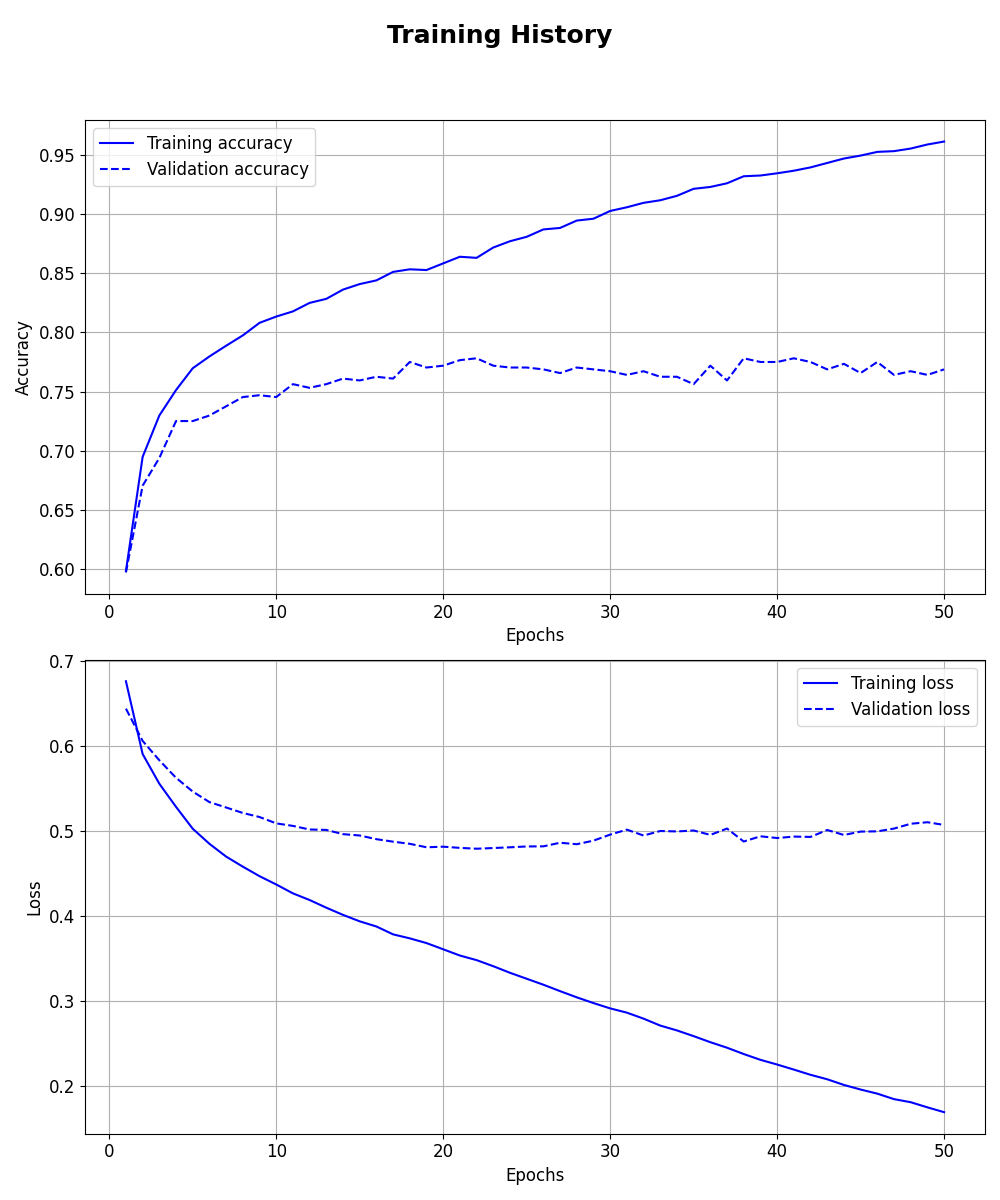 Training History
Training accuracy
Validation accuracy
0.95
0.90
0.85
0.80
0.75
0.70
0.65
0.60
Accuracy
0 10 20 30 40 50
Epochs
Training loss
Validation loss
0.7
0.6
0.5
0.4
0.3
0.2
Loss
0 10 20 30 40 50
Epochs